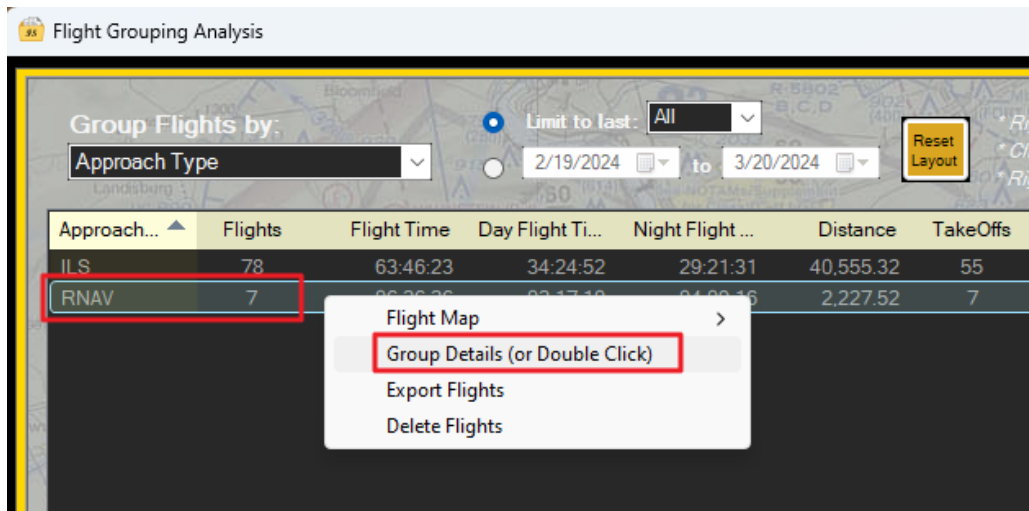 Flight Grouping Analysis
Bloomfield
R-5802
B,C,D
Group Flights by:
Limit to last: All
Reset
Layout
Approach Type
2/19/2024 to 3/20/2024
Landisburg
Approach... Flights Flight Time Day Flight Ti... Night Flight ... Distance TakeOffs
ILS 78 63:46:23 34:24:52 29:21:31 40,555.32 55
RNAV 7 2,227.52 7
Flight Map
Group Details (or Double Click)
Export Flights
Delete Flights